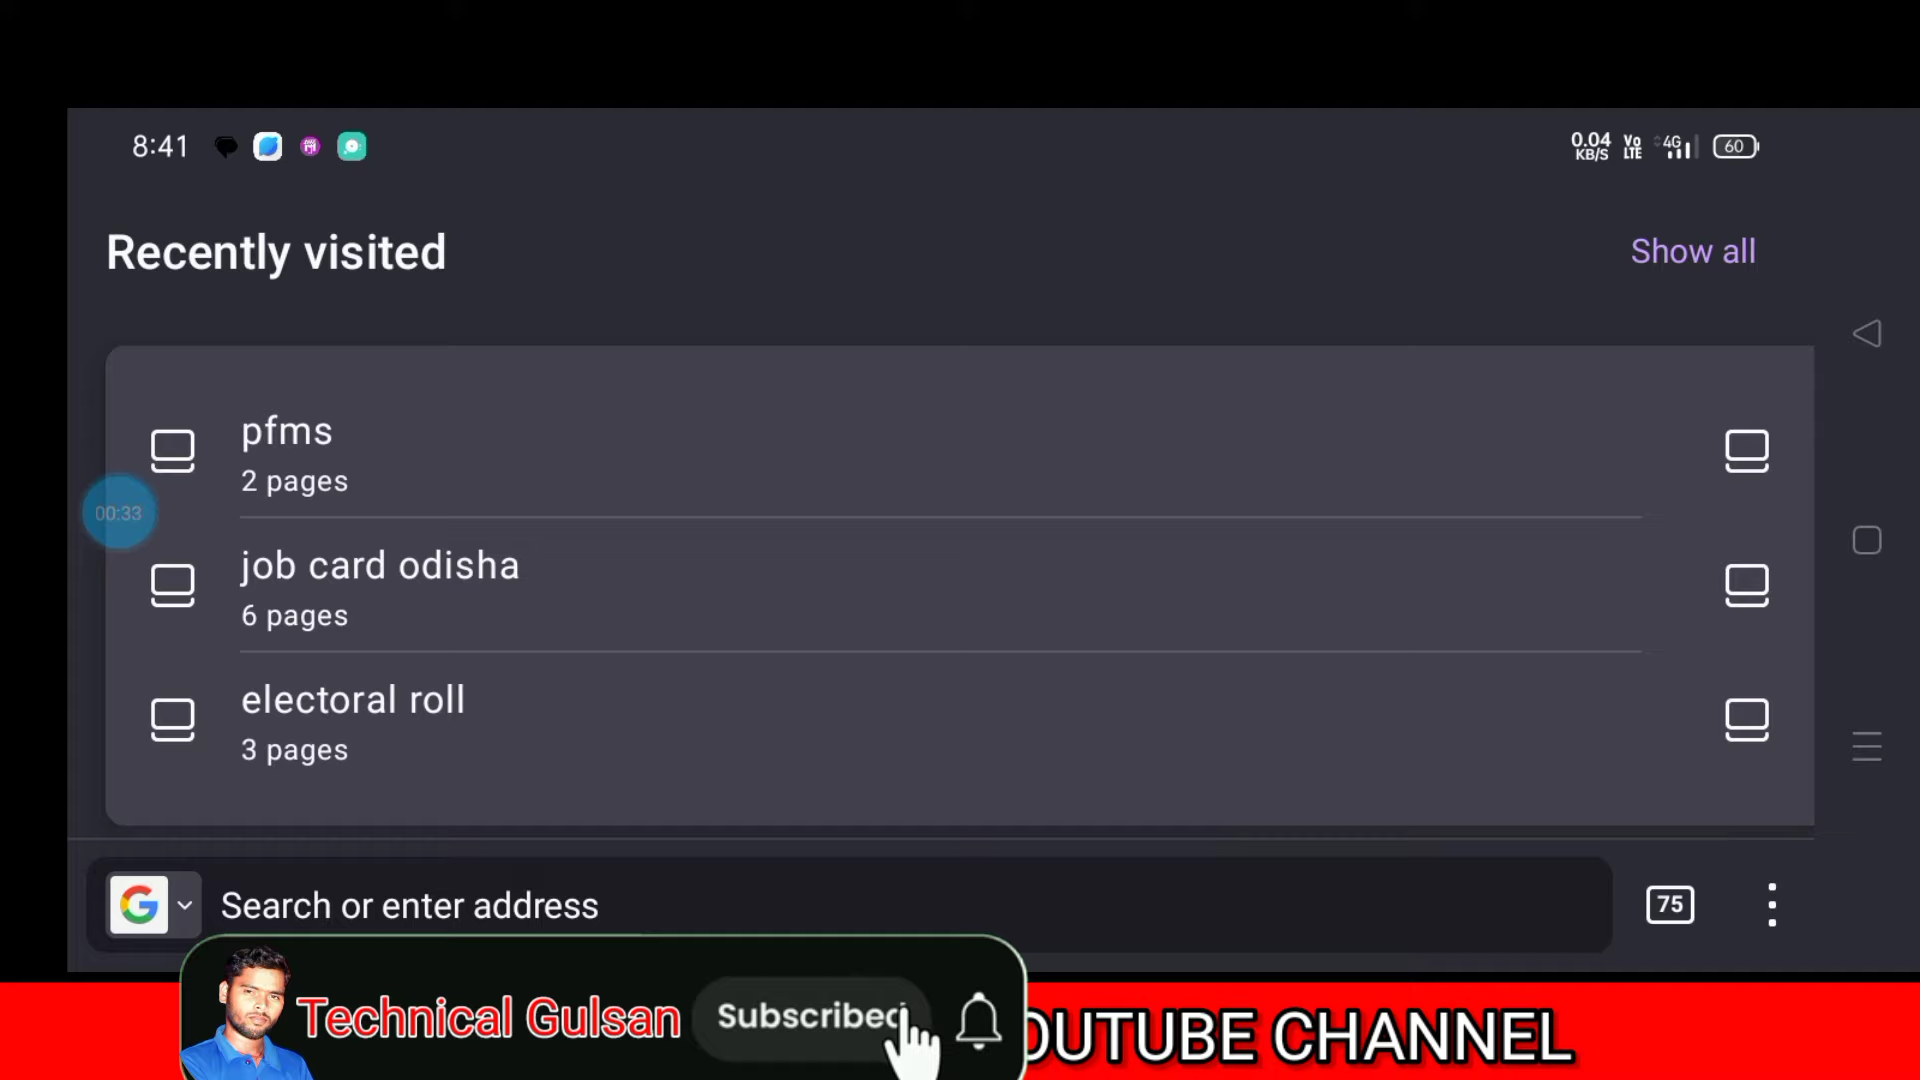 8:41
0.04 KB/S
Vo LTE
4G
60
Recently visited
Show all
pfms
2 pages
00:33
job card odisha
6 pages
electoral roll
3 pages
Search or enter address
75
Technical Gulsan
Subscribed
OUTUBE CHANNEL